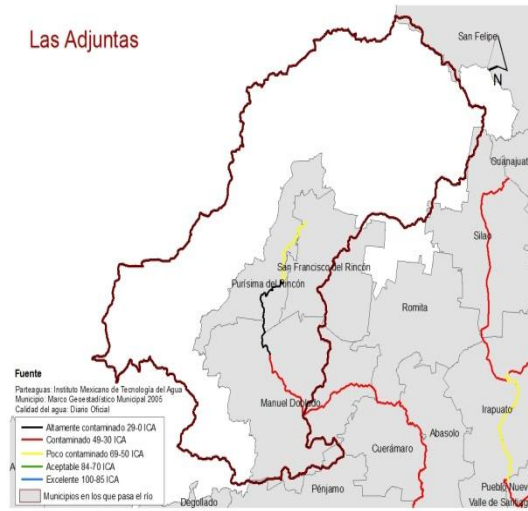 Las Adjuntas
San Felipe
N
Guanajuat
Silao
San Francisco del Rincón
Purísima del Rincón
Romita
Manuel Doblado
Irapuato
Abasolo
Cuerámaro
Pénjamo
Pueblo Nuev
Degollado
Valle de Santiag
Fuente
Parteaguas: Instituto Mexicano de Tecnología del Agua
Municipio: Marco Geoestadístico Municipal 2005
Calidad del agua: Diario Oficial
Altamente contaminado 29-0 ICA
Contaminado 49-30 ICA
Poco contaminado 69-50 ICA
Aceptable 84-70 ICA
Excelente 100-85 ICA
Municipios en los que pasa el río